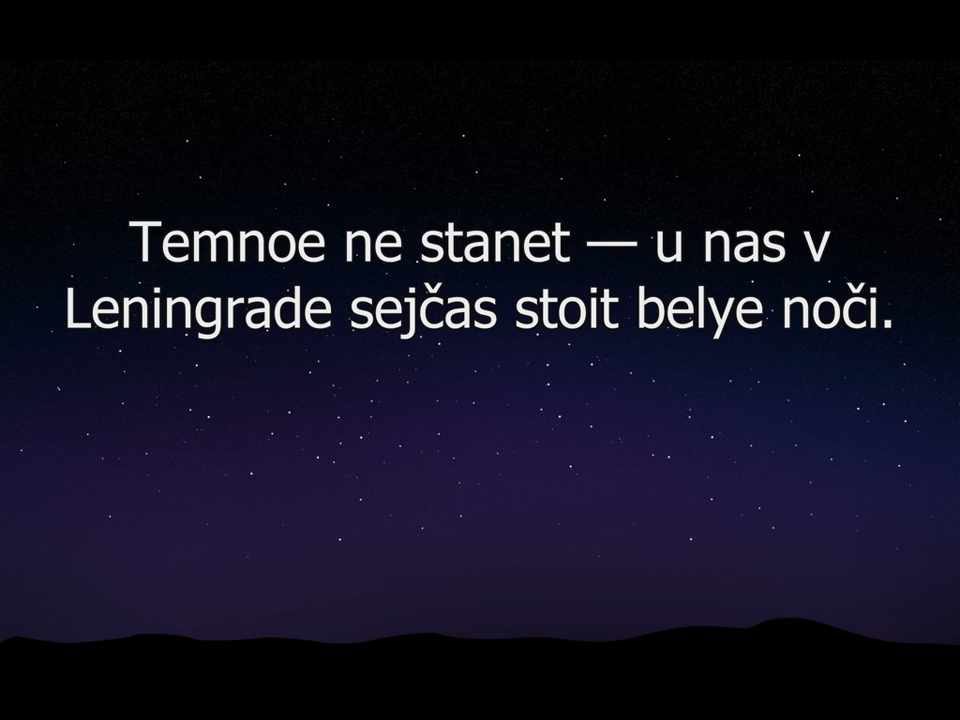 Temnoe ne stanet — u nas v
Leningrade sejčas stoit belye noči.